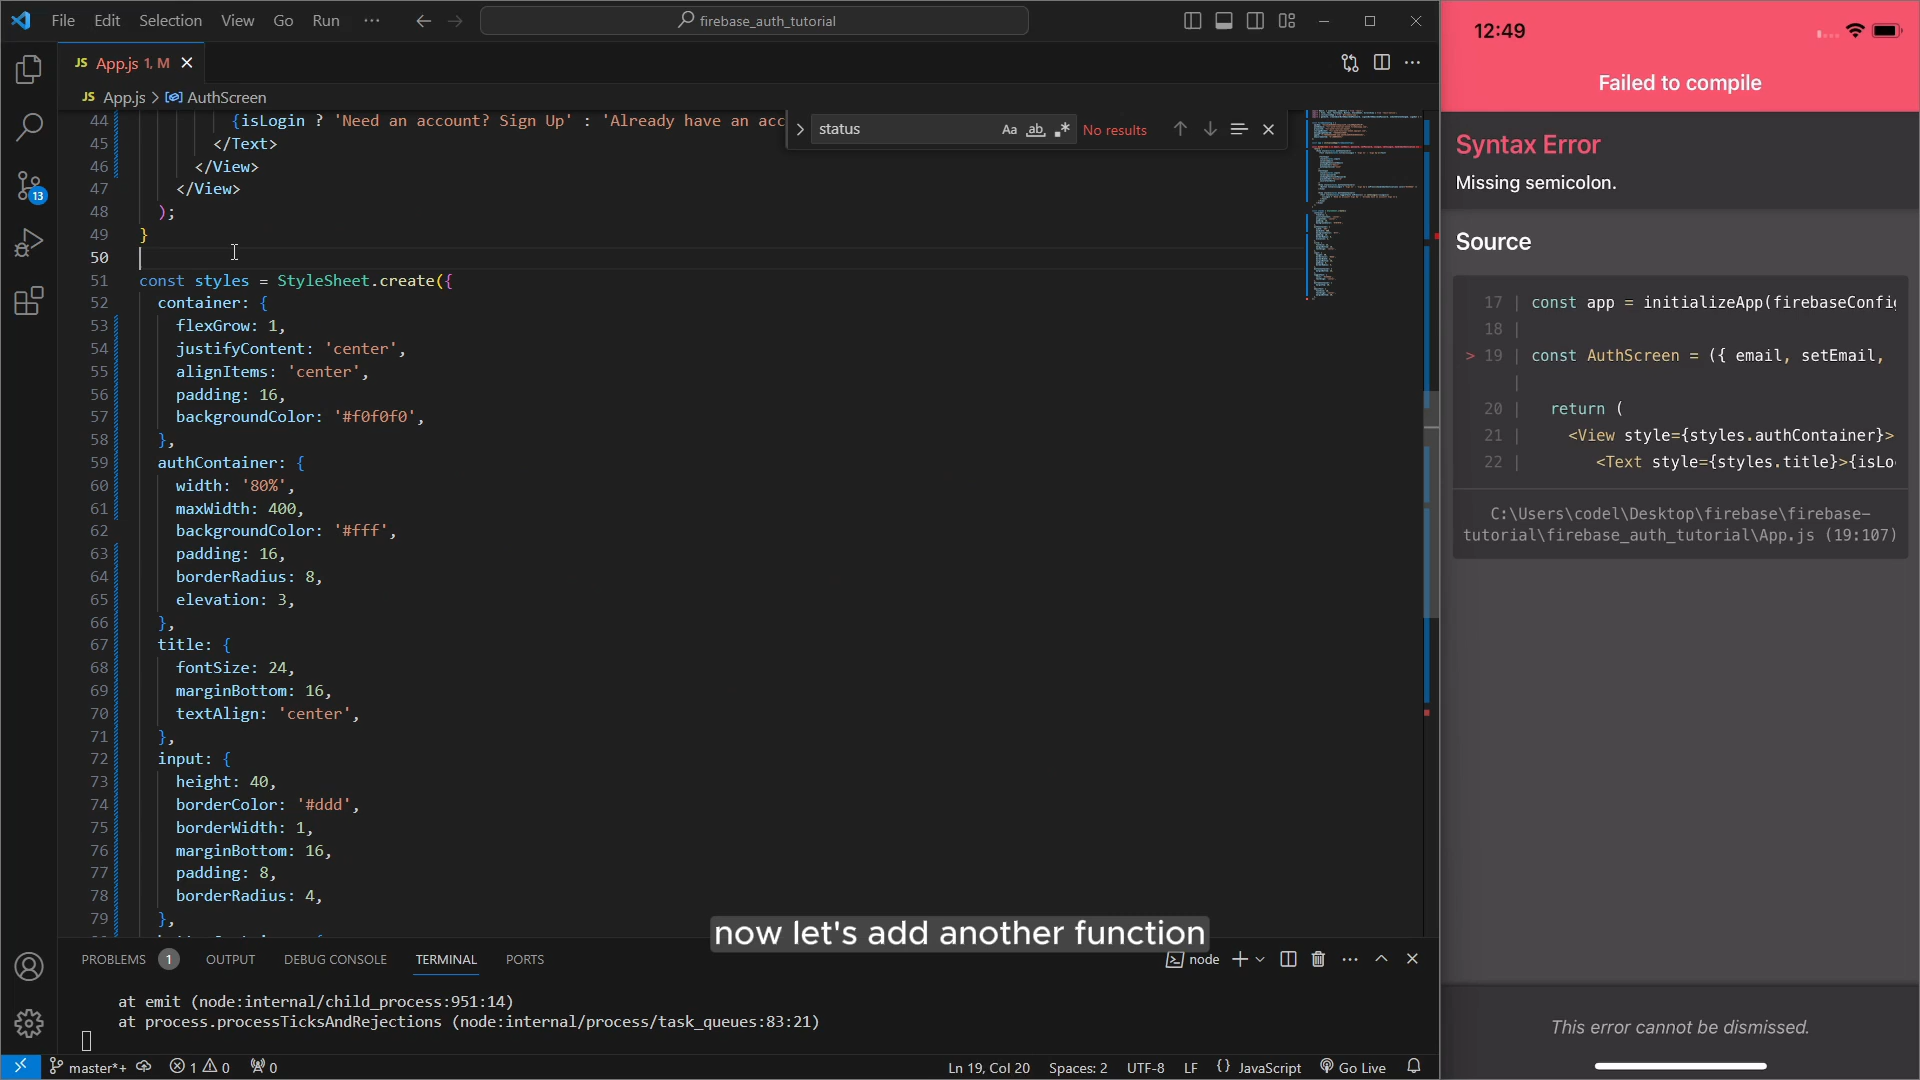 File Edit Selection View Go Run ··· firebase_auth_tutorial
JS App.js 1, M
JS App.js > AuthScreen
44 {isLogin ? 'Need an account? Sign Up' : 'Already have an acc
45 </Text>
46 </View>
47 </View>
48 );
49 }
50
51 const styles = StyleSheet.create({
52 container: {
53 flexGrow: 1,
54 justifyContent: 'center',
55 alignItems: 'center',
56 padding: 16,
57 backgroundColor: '#f0f0f0',
58 },
59 authContainer: {
60 width: '80%',
61 maxWidth: 400,
62 backgroundColor: '#fff',
63 padding: 16,
64 borderRadius: 8,
65 elevation: 3,
66 },
67 title: {
68 fontSize: 24,
69 marginBottom: 16,
70 textAlign: 'center',
71 },
72 input: {
73 height: 40,
74 borderColor: '#ddd',
75 borderWidth: 1,
76 marginBottom: 16,
77 padding: 8,
78 borderRadius: 4,
79 },
status Aa ab No results
now let's add another function
PROBLEMS 1 OUTPUT DEBUG CONSOLE TERMINAL PORTS node
at emit (node:internal/child_process:951:14)
at process.processTicksAndRejections (node:internal/process/task_queues:83:21)
13
master*+ 1 0 0 Ln 19, Col 20 Spaces: 2 UTF-8 LF {} JavaScript Go Live
12:49
Failed to compile
Syntax Error
Missing semicolon.
Source
17 | const app = initializeApp(firebaseConfig
18 |
> 19 | const AuthScreen = ({ email, setEmail,
|
20 | return (
21 | <View style={styles.authContainer}>
22 | <Text style={styles.title}>{isLo
C:\Users\codel\Desktop\firebase\firebase-
tutorial\firebase_auth_tutorial\App.js (19:107)
This error cannot be dismissed.